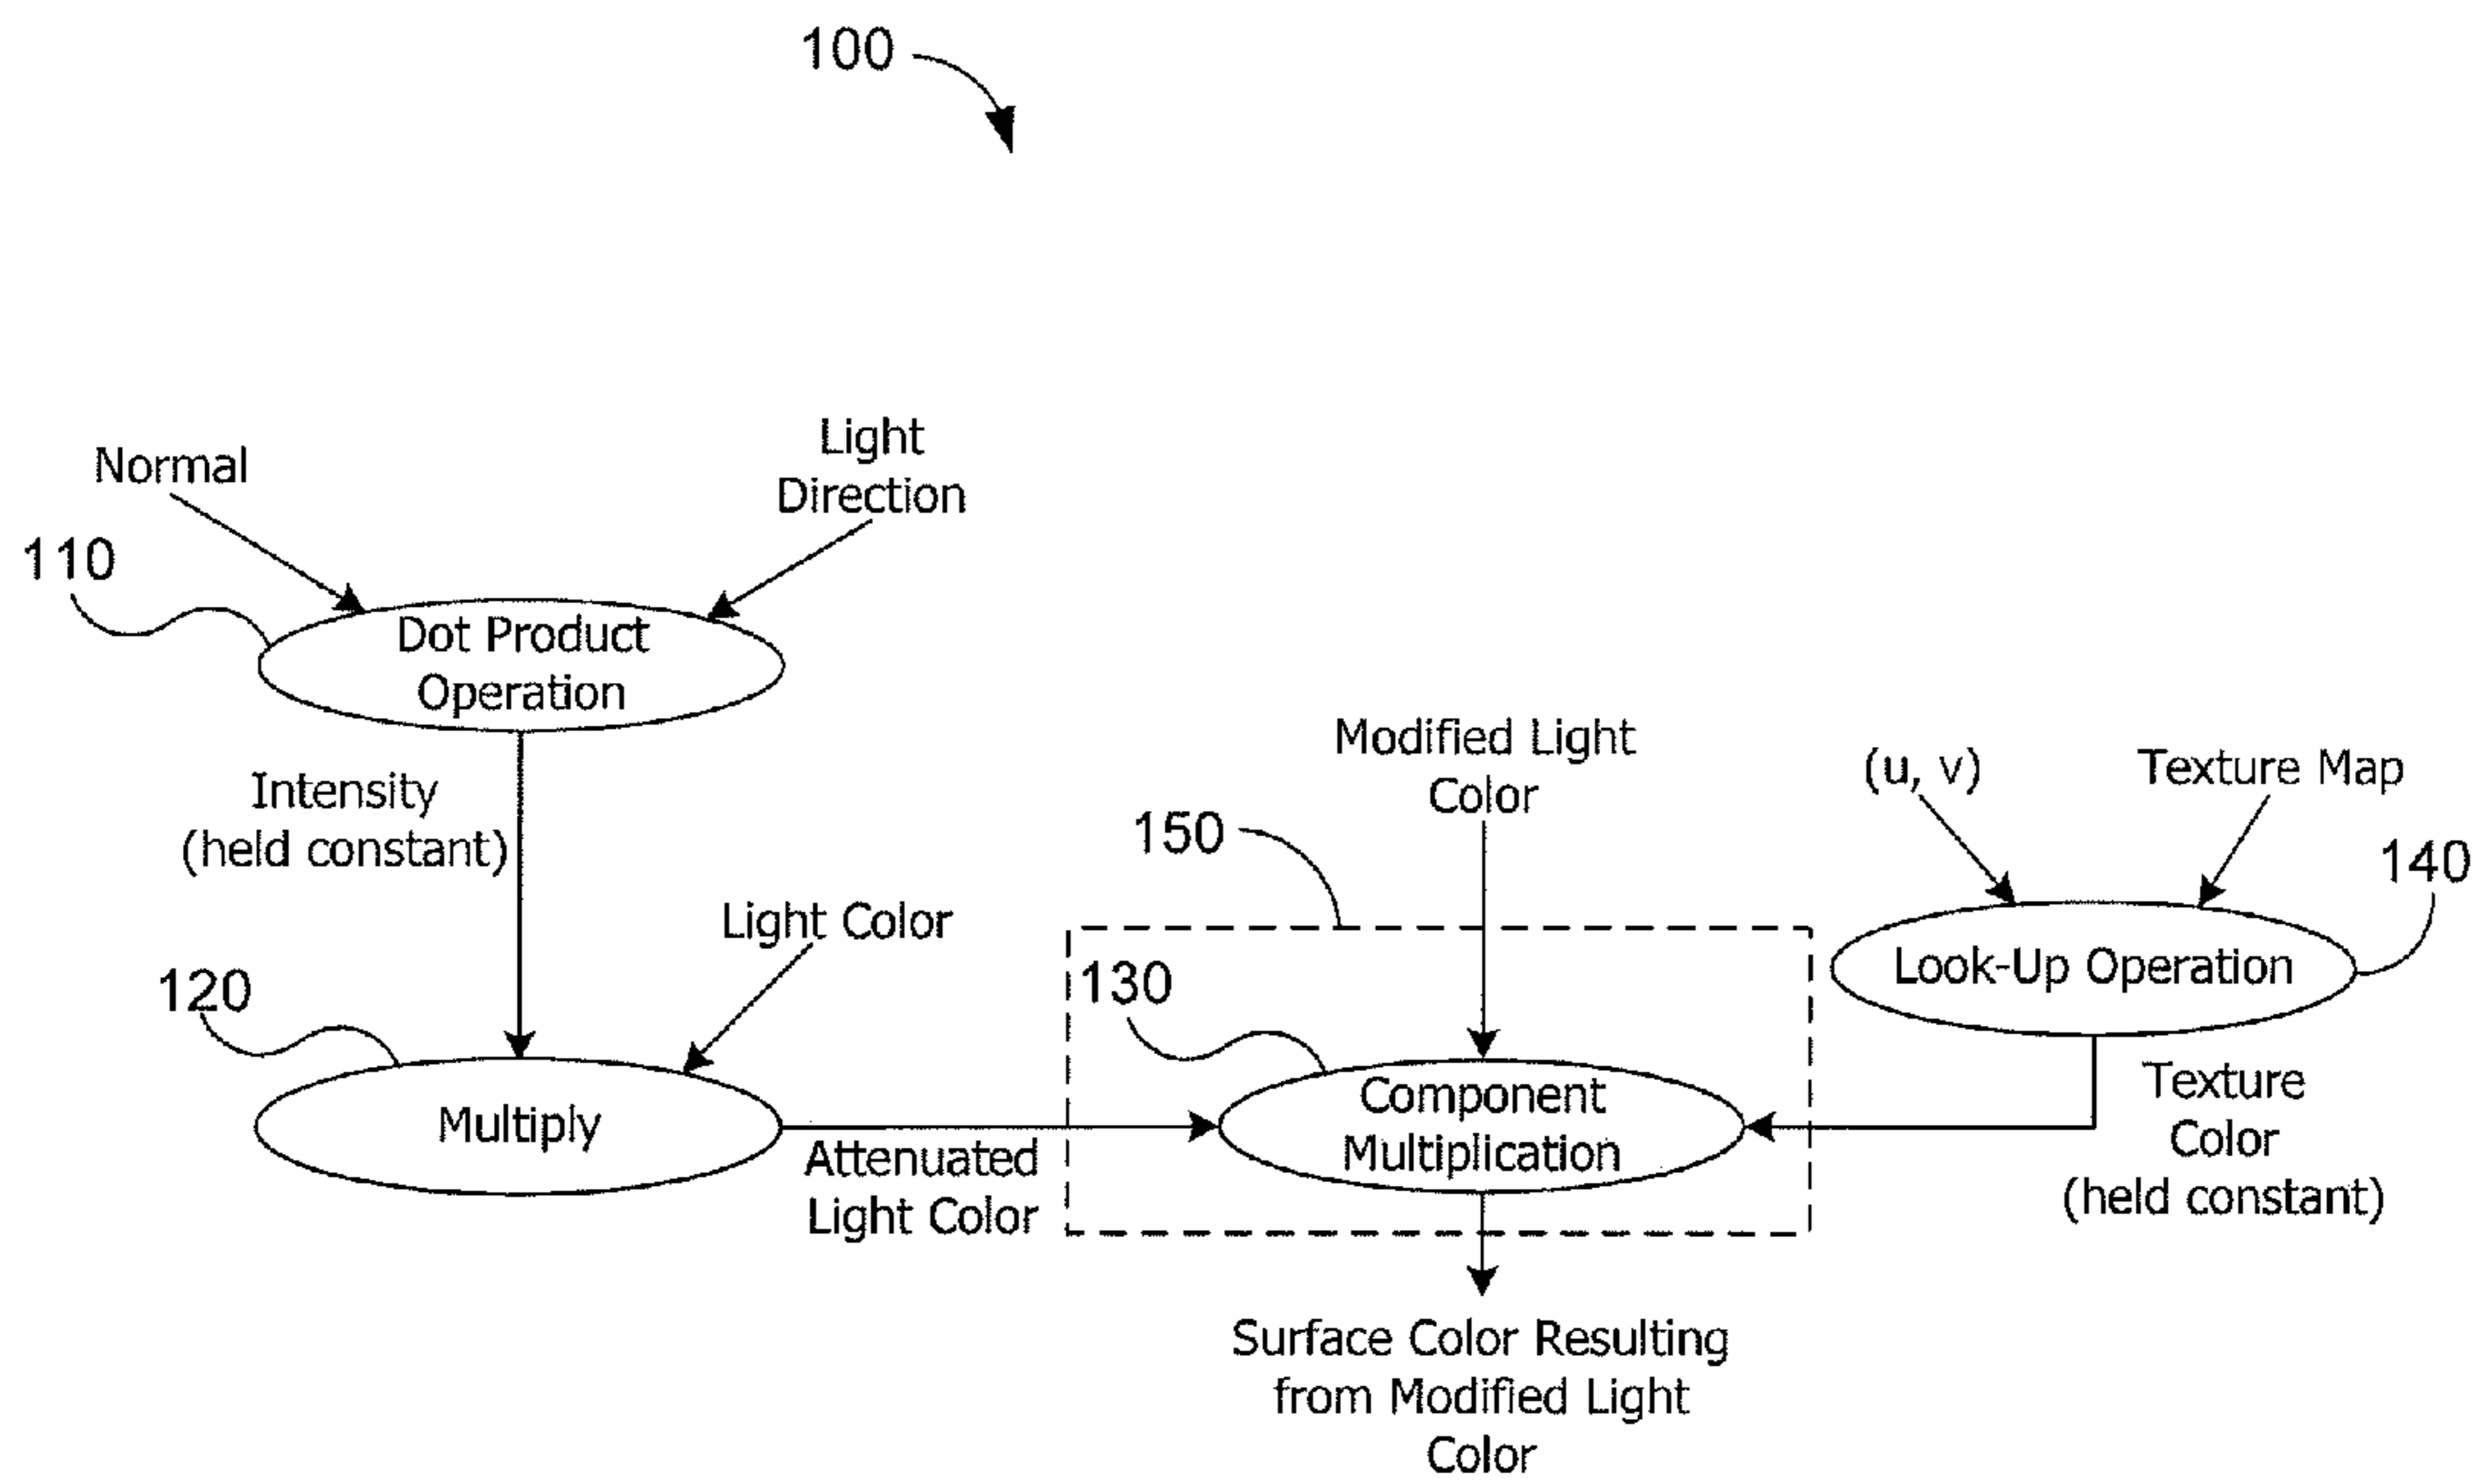 100
Normal
Light
Direction
110
Dot Product
Operation
Intensity
(held constant)
Modified Light
Color
(u, v)
Texture Map
150
140
Light Color
Look-Up Operation
120
130
Multiply
Component
Multiplication
Attenuated
Light Color
Texture
Color
(held constant)
Surface Color Resulting
from Modified Light
Color